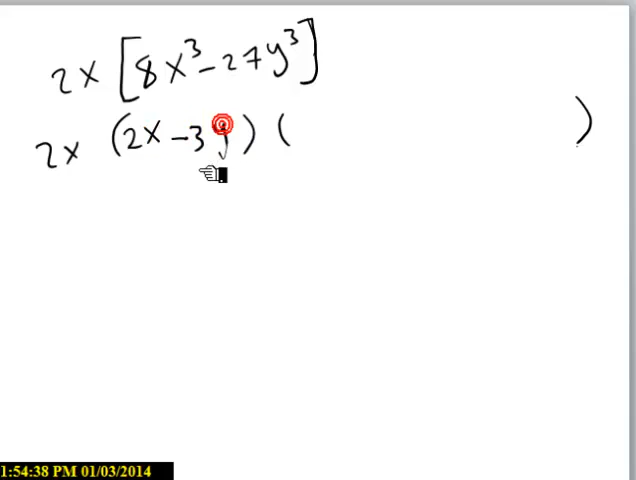 2x [8x³-27y³]
2x (2x-3y) ( )
1:54:38 PM 01/03/2014